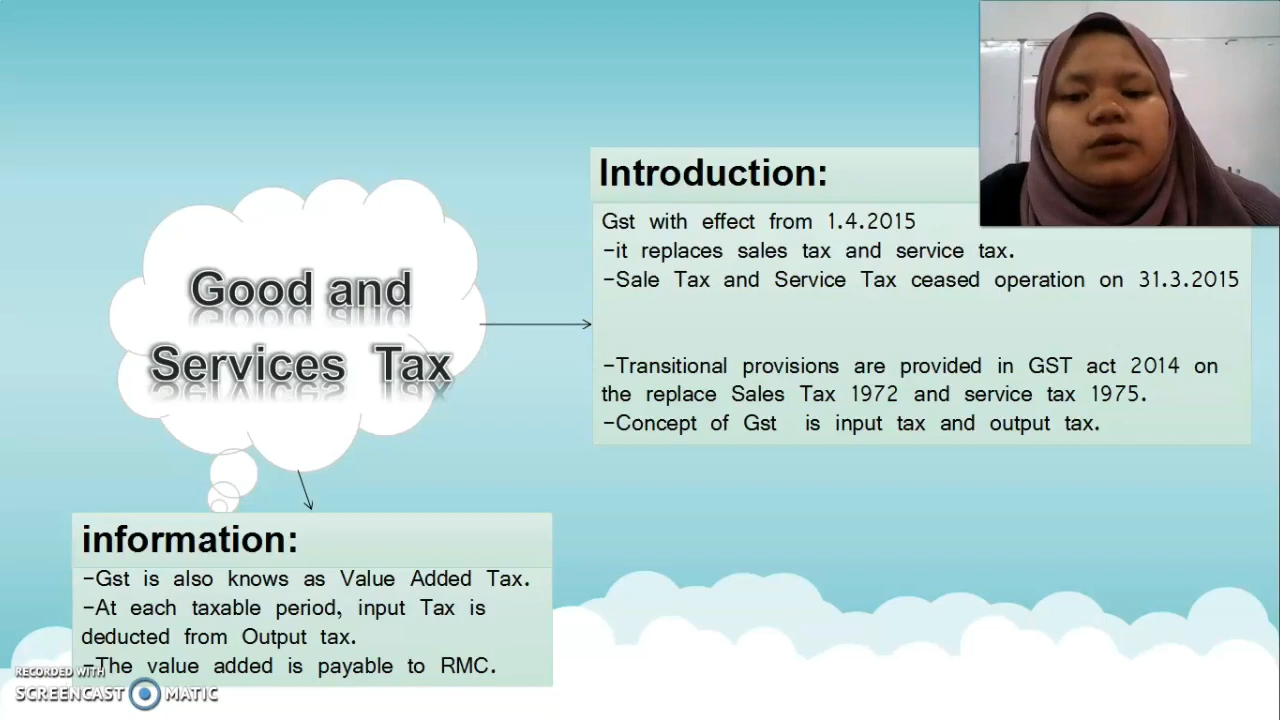 Good and
Services Tax
Introduction:
Gst with effect from 1.4.2015
-it replaces sales tax and service tax.
-Sale Tax and Service Tax ceased operation on 31.3.2015
-Transitional provisions are provided in GST act 2014 on
the replace Sales Tax 1972 and service tax 1975.
-Concept of Gst is input tax and output tax.
information:
-Gst is also knows as Value Added Tax.
-At each taxable period, input Tax is
deducted from Output tax.
-The value added is payable to RMC.
RECORDED WITH
SCREENCAST MATIC